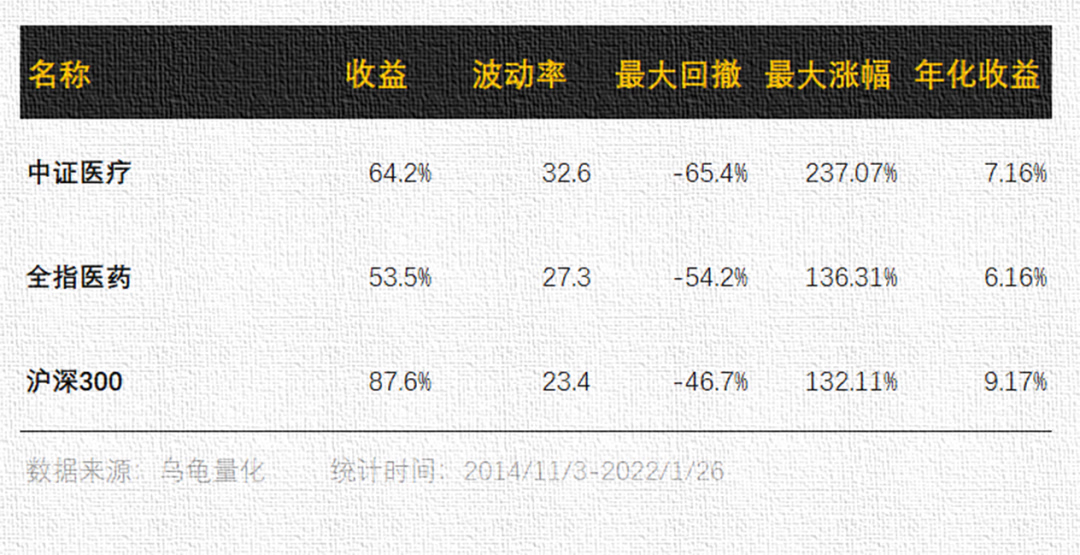 名称 收益 波动率 最大回撤 最大涨幅 年化收益
中证医疗 64.2% 32.6 -65.4% 237.07% 7.16%
全指医药 53.5% 27.3 -54.2% 136.31% 6.16%
沪深300 87.6% 23.4 -46.7% 132.11% 9.17%
数据来源：乌龟量化 统计时间：2014/11/3-2022/1/26